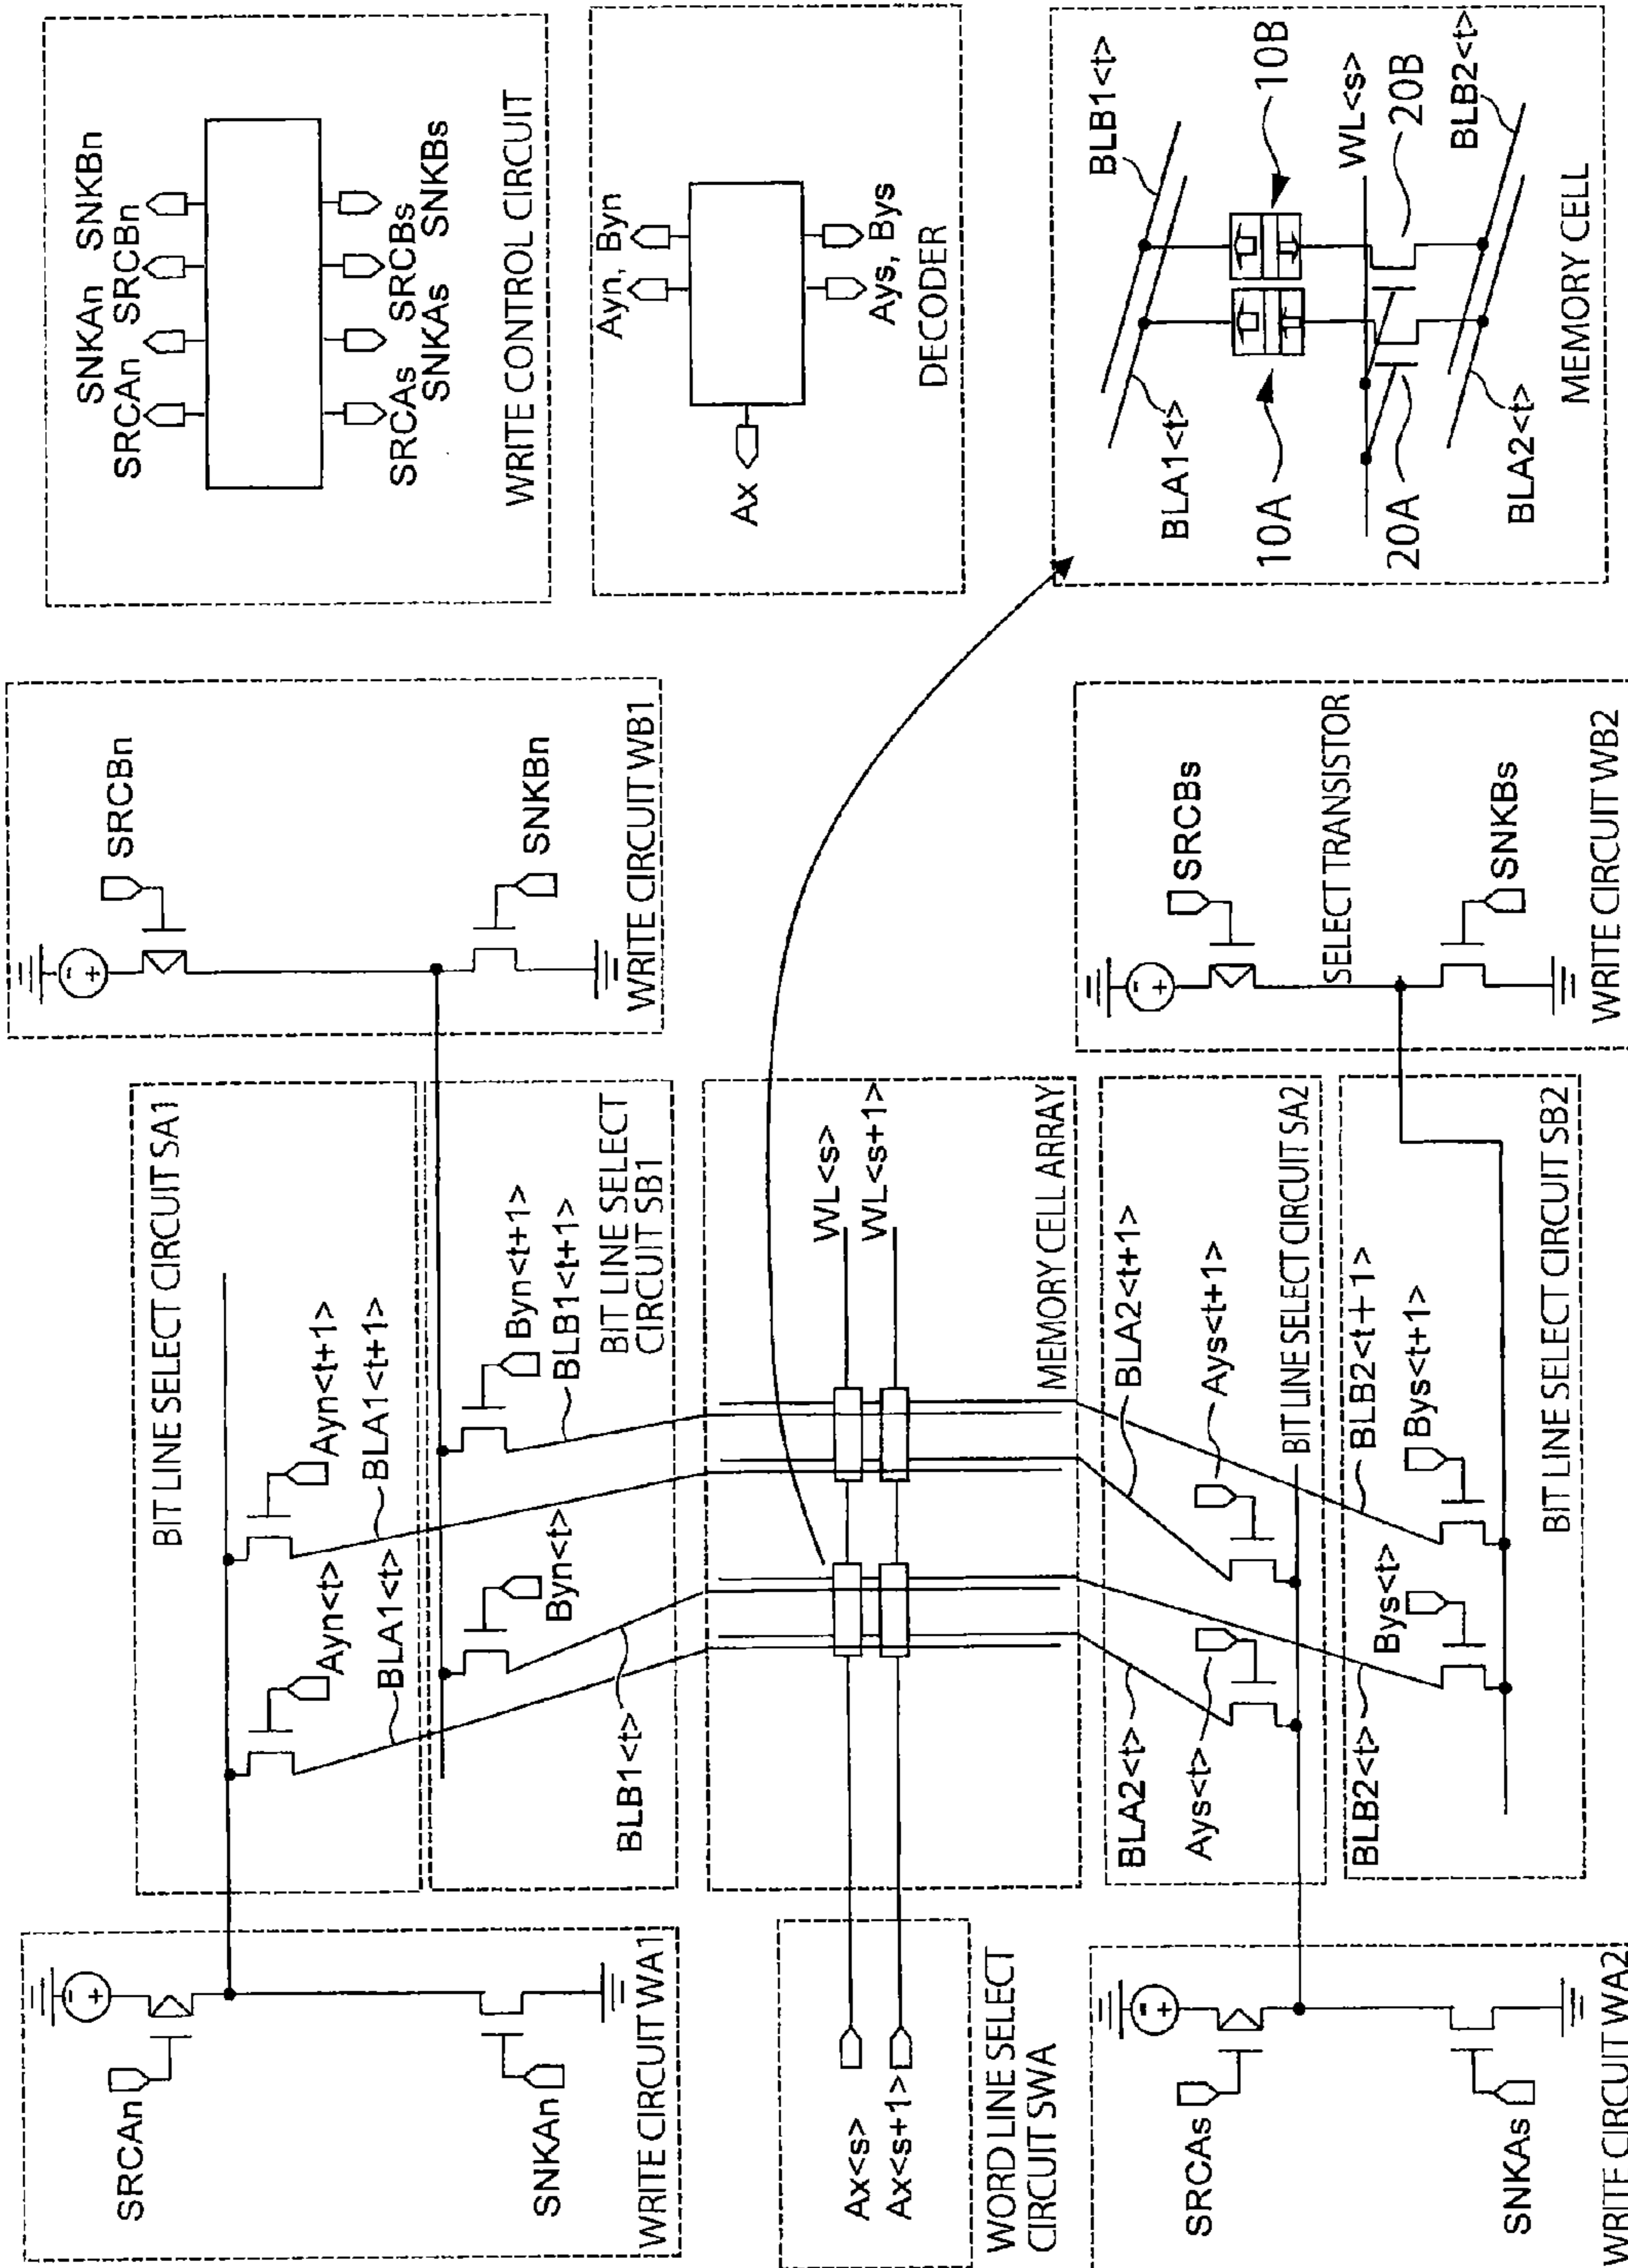 SRCAn
SNKAn
WRITE CIRCUIT WA1
BIT LINE SELECT CIRCUIT SA1
Ayn<t>
BLA1<t>
Ayn<t+1>
BLA1<t+1>
BLB1<t>
Byn<t>
Byn<t+1>
BLB1<t+1>
BIT LINE SELECT
CIRCUIT SB1
SRCBn
SNKBn
WRITE CIRCUIT WB1
Ax<s>
Ax<s+1>
WORD LINE SELECT
CIRCUIT SWA
WL<s>
WL<s+1>
MEMORY CELL ARRAY
SRCAs
SNKAs
WRITE CIRCUIT WA2
BLA2<t>
Ays<t>
BLA2<t+1>
Ays<t+1>
BIT LINE SELECT CIRCUIT SA2
BLB2<t>
Bys<t>
BLB2<t+1>
Bys<t+1>
BIT LINE SELECT CIRCUIT SB2
SRCBs
SELECT TRANSISTOR
SNKBs
WRITE CIRCUIT WB2
SNKAn SNKBn
SRCAn SRCBn
SRCAs SRCBs
SNKAs SNKBs
WRITE CONTROL CIRCUIT
Ayn, Byn
Ax
Ays, Bys
DECODER
BLB1<t>
BLA1<t>
10A
10B
WL<s>
20A
20B
BLA2<t>
BLB2<t>
MEMORY CELL